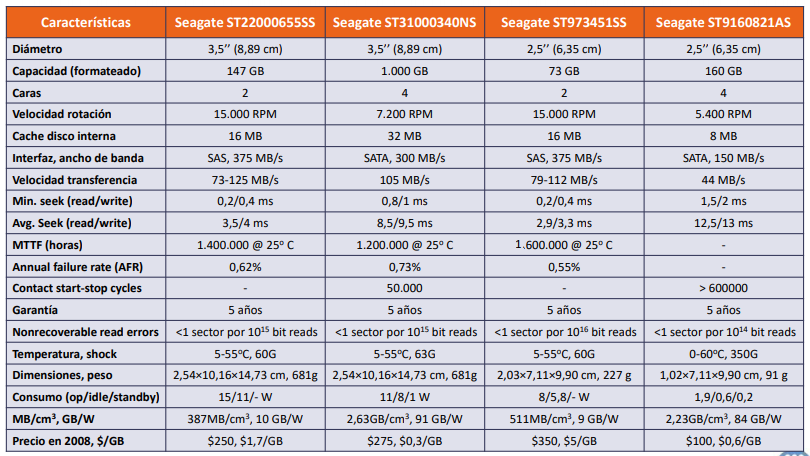 Características Seagate ST22000655SS Seagate ST31000340NS Seagate ST973451SS Seagate ST9160821AS
Diámetro 3,5’’ (8,89 cm) 3,5’’ (8,89 cm) 2,5’’ (6,35 cm) 2,5’’ (6,35 cm)
Capacidad (formateado) 147 GB 1.000 GB 73 GB 160 GB
Caras 2 4 2 4
Velocidad rotación 15.000 RPM 7.200 RPM 15.000 RPM 5.400 RPM
Cache disco interna 16 MB 32 MB 16 MB 8 MB
Interfaz, ancho de banda SAS, 375 MB/s SATA, 300 MB/s SAS, 375 MB/s SATA, 150 MB/s
Velocidad transferencia 73-125 MB/s 105 MB/s 79-112 MB/s 44 MB/s
Min. seek (read/write) 0,2/0,4 ms 0,8/1 ms 0,2/0,4 ms 1,5/2 ms
Avg. Seek (read/write) 3,5/4 ms 8,5/9,5 ms 2,9/3,3 ms 12,5/13 ms
MTTF (horas) 1.400.000 @ 25º C 1.200.000 @ 25º C 1.600.000 @ 25º C -
Annual failure rate (AFR) 0,62% 0,73% 0,55% -
Contact start-stop cycles - 50.000 - > 600000
Garantía 5 años 5 años 5 años 5 años
Nonrecoverable read errors <1 sector por 10¹⁵ bit reads <1 sector por 10¹⁵ bit reads <1 sector por 10¹⁶ bit reads <1 sector por 10¹⁴ bit reads
Temperatura, shock 5-55ºC, 60G 5-55ºC, 63G 5-55ºC, 60G 0-60ºC, 350G
Dimensiones, peso 2,54×10,16×14,73 cm, 681g 2,54×10,16×14,73 cm, 681g 2,03×7,11×9,90 cm, 227 g 1,02×7,11×9,90 cm, 91 g
Consumo (op/idle/standby) 15/11/- W 11/8/1 W 8/5,8/- W 1,9/0,6/0,2
MB/cm³, GB/W 387MB/cm³, 10 GB/W 2,63GB/cm³, 91 GB/W 511MB/cm³, 9 GB/W 2,23GB/cm³, 84 GB/W
Precio en 2008, $/GB $250, $1,7/GB $275, $0,3/GB $350, $5/GB $100, $0,6/GB